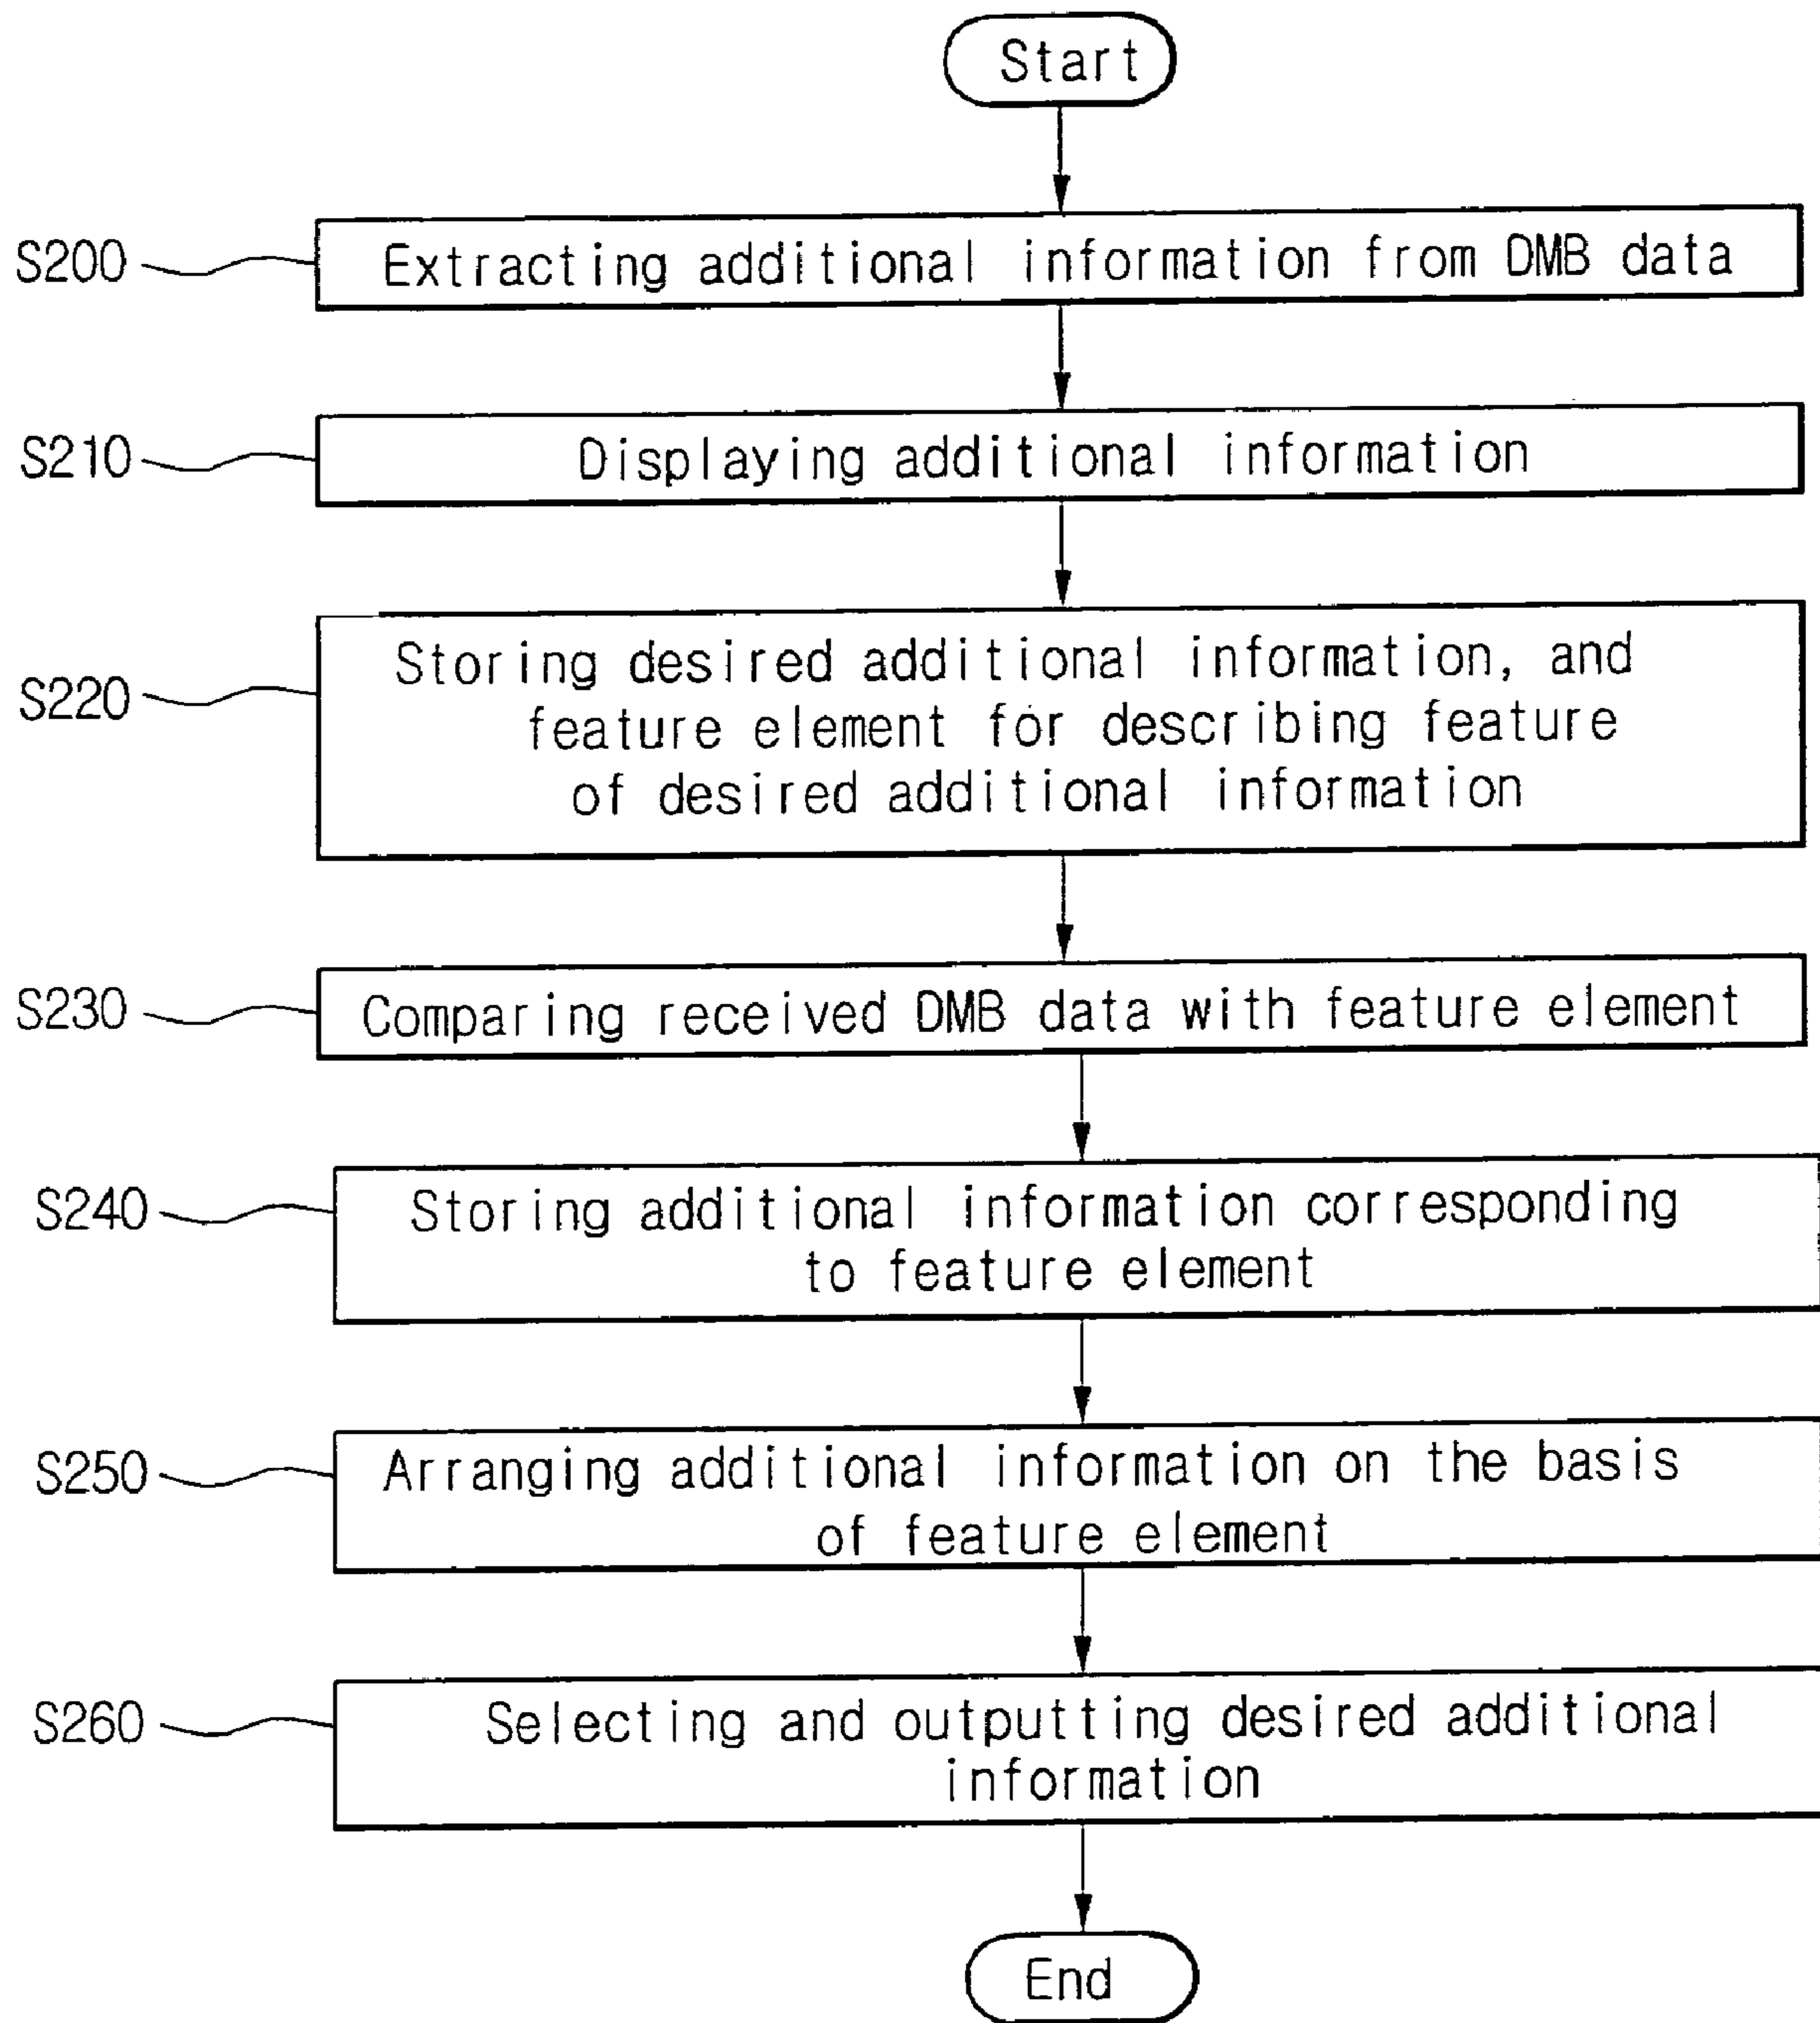 Start
S200
Extracting additional information from DMB data
S210
Displaying additional information
S220
Storing desired additional information, and
feature element for describing feature
of desired additional information
S230
Comparing received DMB data with feature element
S240
Storing additional information corresponding
to feature element
S250
Arranging additional information on the basis
of feature element
S260
Selecting and outputting desired additional
information
End